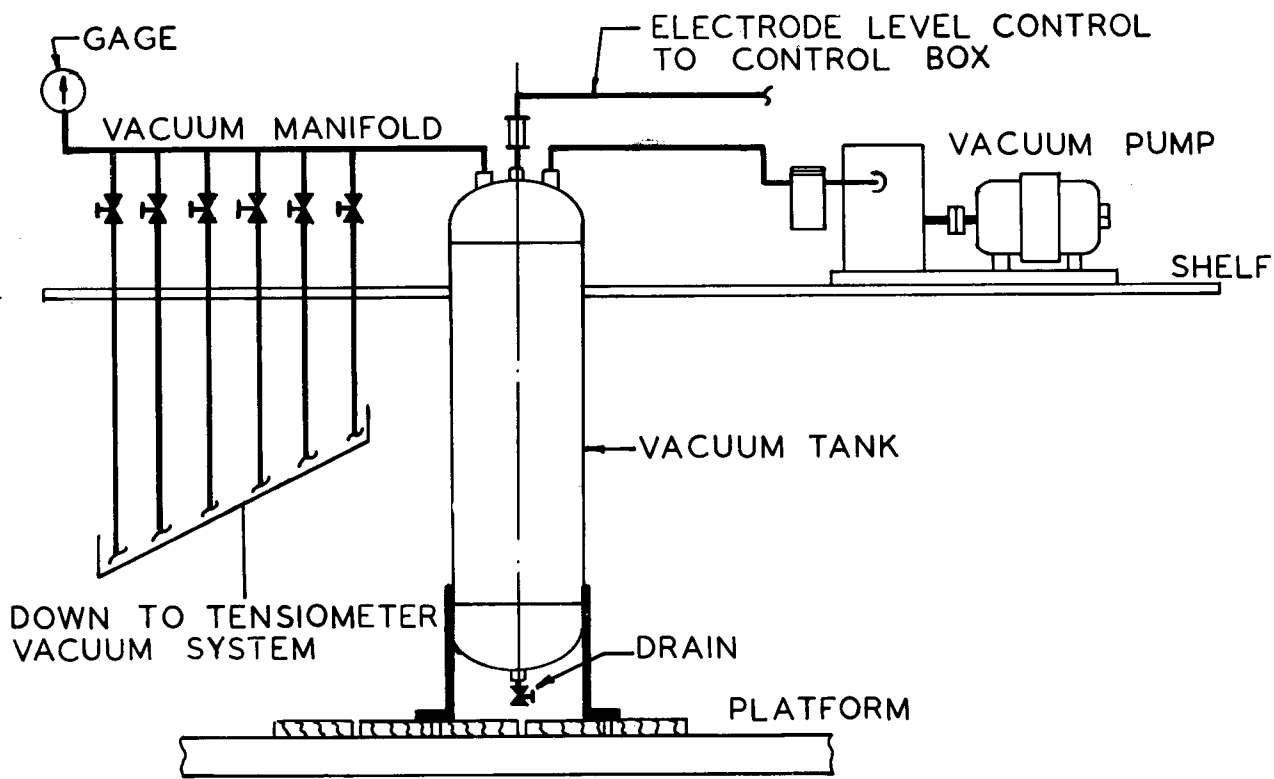 GAGE
ELECTRODE LEVEL CONTROL
TO CONTROL BOX
VACUUM MANIFOLD
VACUUM PUMP
SHELF
VACUUM TANK
DOWN TO TENSIOMETER
VACUUM SYSTEM
DRAIN
PLATFORM